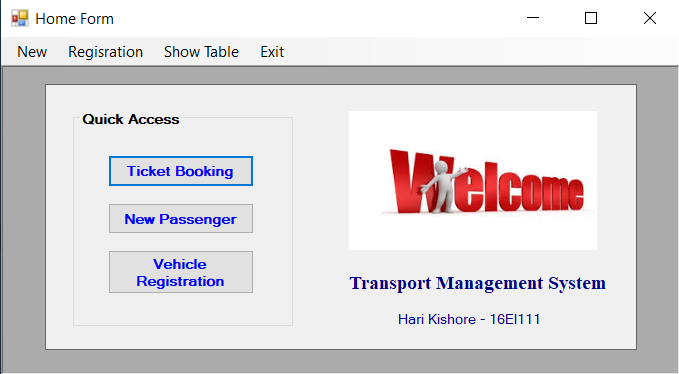 Home Form
New Regisration Show Table Exit
Quick Access
Ticket Booking
New Passenger
Vehicle
Registration
Welcome
Transport Management System
Hari Kishore - 16EI111